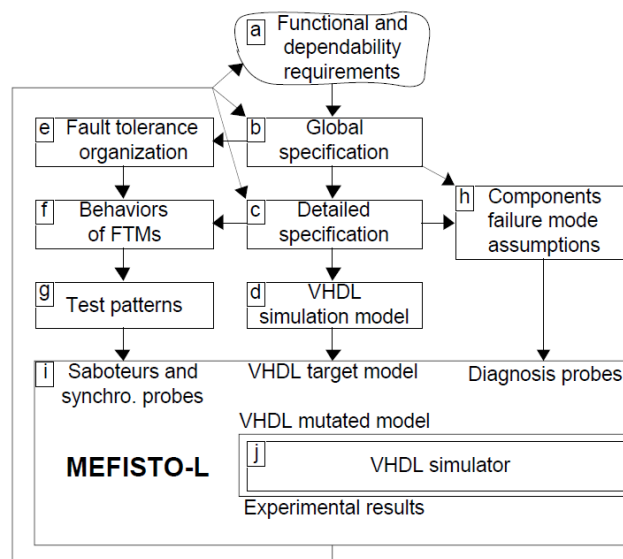 a
Functional and
dependability
requirements
e
Fault tolerance
organization
b
Global
specification
f
Behaviors
of FTMs
c
Detailed
specification
h
Components
failure mode
assumptions
g
Test patterns
d
VHDL
simulation model
i
Saboteurs and
synchro. probes
VHDL target model
Diagnosis probes
VHDL mutated model
MEFISTO-L
j
VHDL simulator
Experimental results